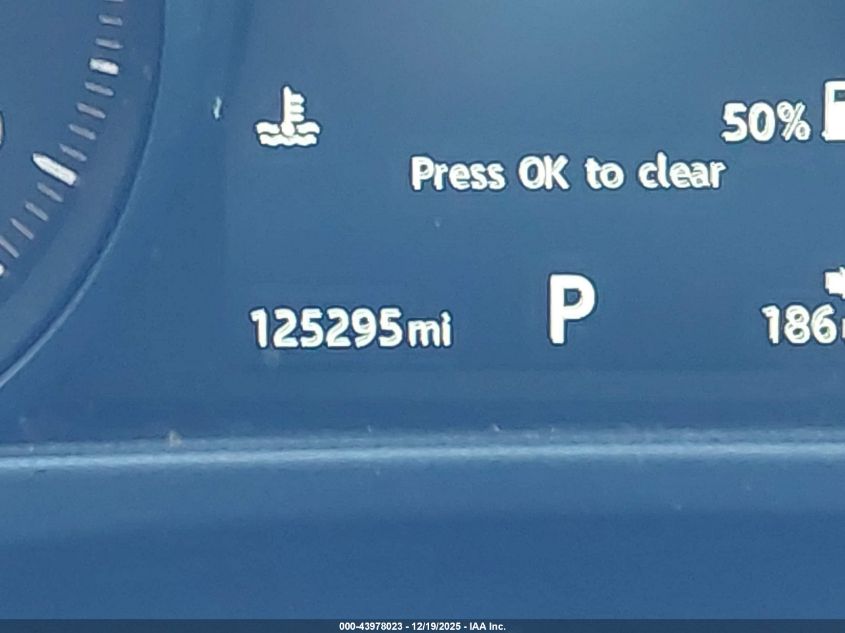 50%
Press OK to clear
P
125295mi
186
000-43978023 - 12/19/2025 - IAA Inc.